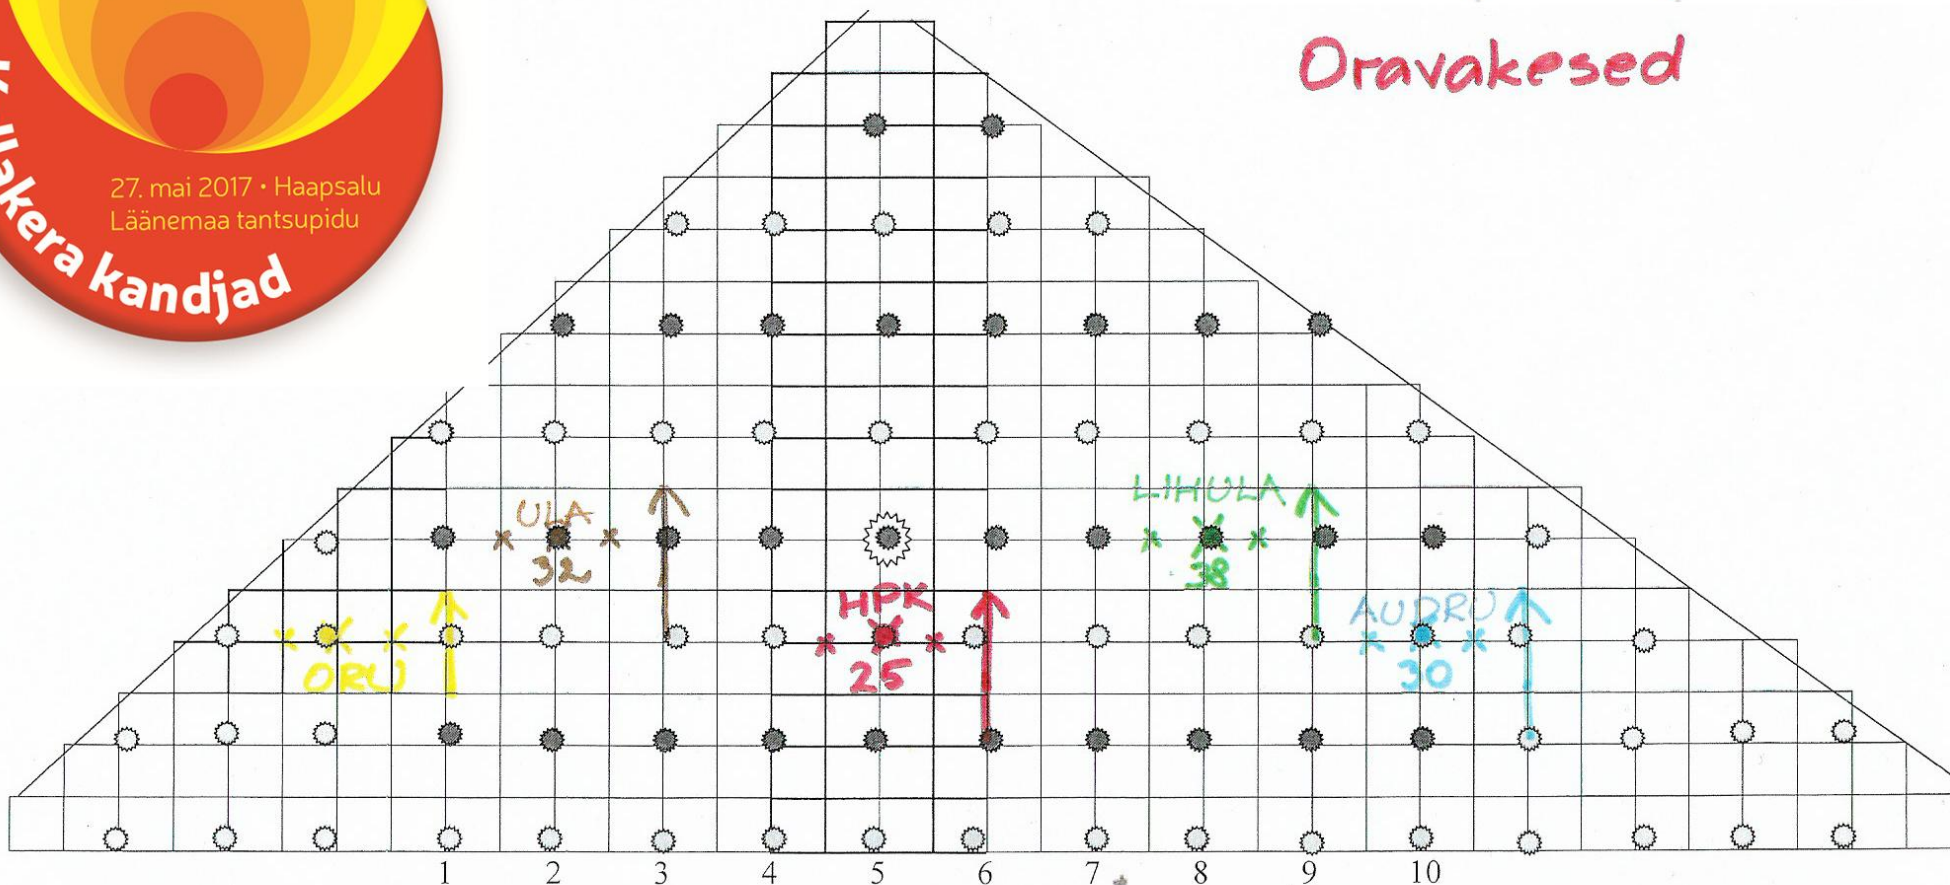 Oravakesed
27. mai 2017 • Haapsalu
Läänemaa tantsupidu
kera kandjad
ULA
32
LIHULA
38
HPK
25
AUDRU
30
ORU
1 2 3 4 5 6 7 8 9 10